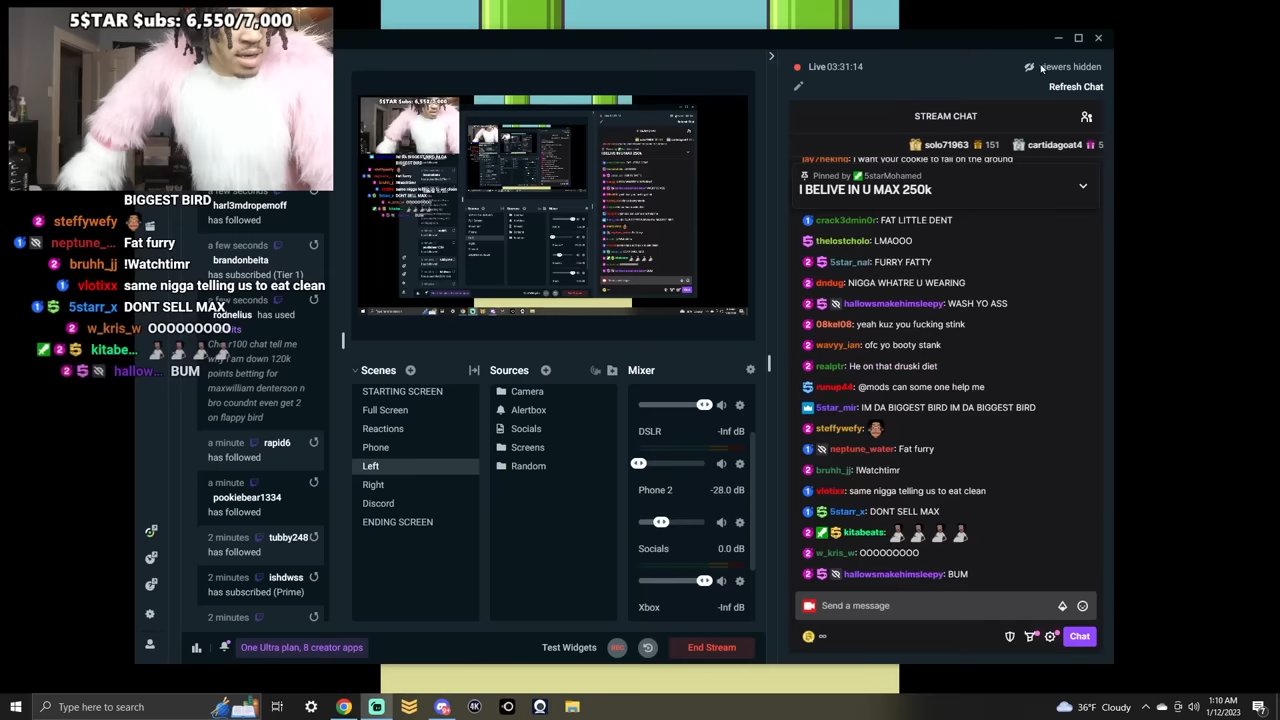 5$TAR $ubs: 6,550/7,000
Live 03:31:14
viewers hidden
Refresh Chat
STREAM CHAT
solo71963 151
5
jay7heking: I want your cookie to fall on the ground
Pinned by 5starMohamed
I BELIVE IN U MAX 250k
crack3dmin0r: FAT LITTLE DENT
thelostcholo: LMAOOO
5star_nai: FURRY FATTY
dndug: NIGGA WHATRE U WEARING
hallowsmakehimsleepy: WASH YO ASS
08kel08: yeah kuz you fucking stink
wavyy_ian: ofc yo booty stank
realptr: He on that druski diet
runup44: @mods can some one help me
5star_mir: IM DA BIGGEST BIRD IM DA BIGGEST BIRD
steffywefy:
neptune_water: Fat furry
bruhh_jj: !Watchtimr
vlotixx: same nigga telling us to eat clean
5starr_x: DONT SELL MAX
kitabeats:
w_kris_w: OOOOOOOOO
hallowsmakehimsleepy: BUM
Send a message
Chat
BIGGEST BIRD
steffywefy
neptune_... Fat furry
bruhh_jj !Watchtimr
vlotixx same nigga telling us to eat clean
5starr_x DONT SELL MAX
w_kris_w OOOOOOOOO
kitabe...
hallow... BUM
a few seconds
harl3mdropemoff
has followed
a few seconds
brandonbeita
has subscribed (Tier 1)
a few seconds
rodnelius has used
bits
Cheer100 chat tell me
why I am down 120k
points betting on
maxwilliam denterson n
bro coundnt even get 2
on flappy bird
a minute rapid6
has followed
a minute
pookiebear1334
has followed
2 minutes tubby248
has followed
2 minutes ishdwss
has subscribed (Prime)
2 minutes
Scenes
STARTING SCREEN
Full Screen
Reactions
Phone
Left
Right
Discord
ENDING SCREEN
Sources
Camera
Alertbox
Socials
Screens
Random
Mixer
DSLR -Inf dB
Phone 2 -28.0 dB
Socials 0.0 dB
Xbox -Inf dB
One Ultra plan, 8 creator apps
Test Widgets
REC
End Stream
Type here to search
4K
36°F Cloudy
1:10 AM
1/12/2023